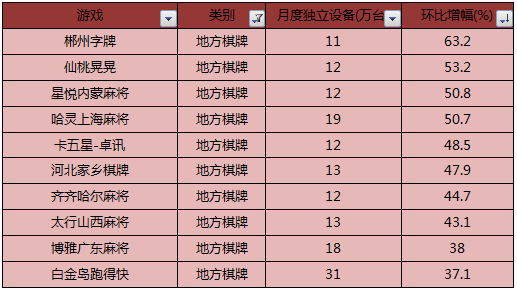 游戏 类别 月度独立设备(万台 环比增幅(%)
郴州字牌 地方棋牌 11 63.2
仙桃晃晃 地方棋牌 12 53.2
星悦内蒙麻将 地方棋牌 12 50.8
哈灵上海麻将 地方棋牌 19 50.7
卡五星-卓讯 地方棋牌 12 48.5
河北家乡棋牌 地方棋牌 13 47.9
齐齐哈尔麻将 地方棋牌 12 44.7
太行山西麻将 地方棋牌 13 43.1
博雅广东麻将 地方棋牌 18 38
白金岛跑得快 地方棋牌 31 37.1